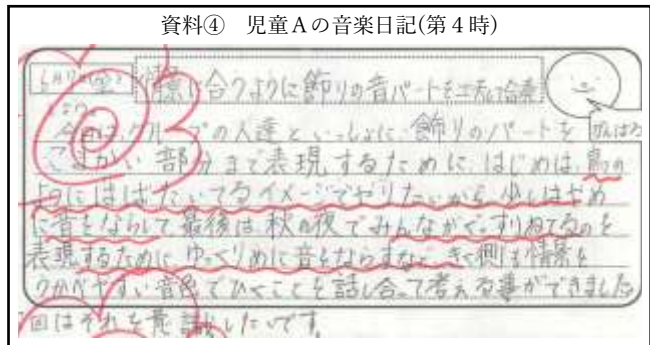 資料④ 児童Aの音楽日記(第4時)
情景に合うように飾りの音パートを工夫して合奏しよう。
今日は、グループの人達といっしょに飾りのパートを
がんばろう
こまかい部分まで表現するために、はじめは、鳥の
ようにはばたいてるイメージでやりたいから少しはやめ
に音をならして最後は秋の夜でみんながぐっすりねてるのを
表現するために、ゆっくりめに音をならすなど、きく側も情景を
うかべやすい音色でひくことを話し合って考える事ができました
回はそれを意識したいです。